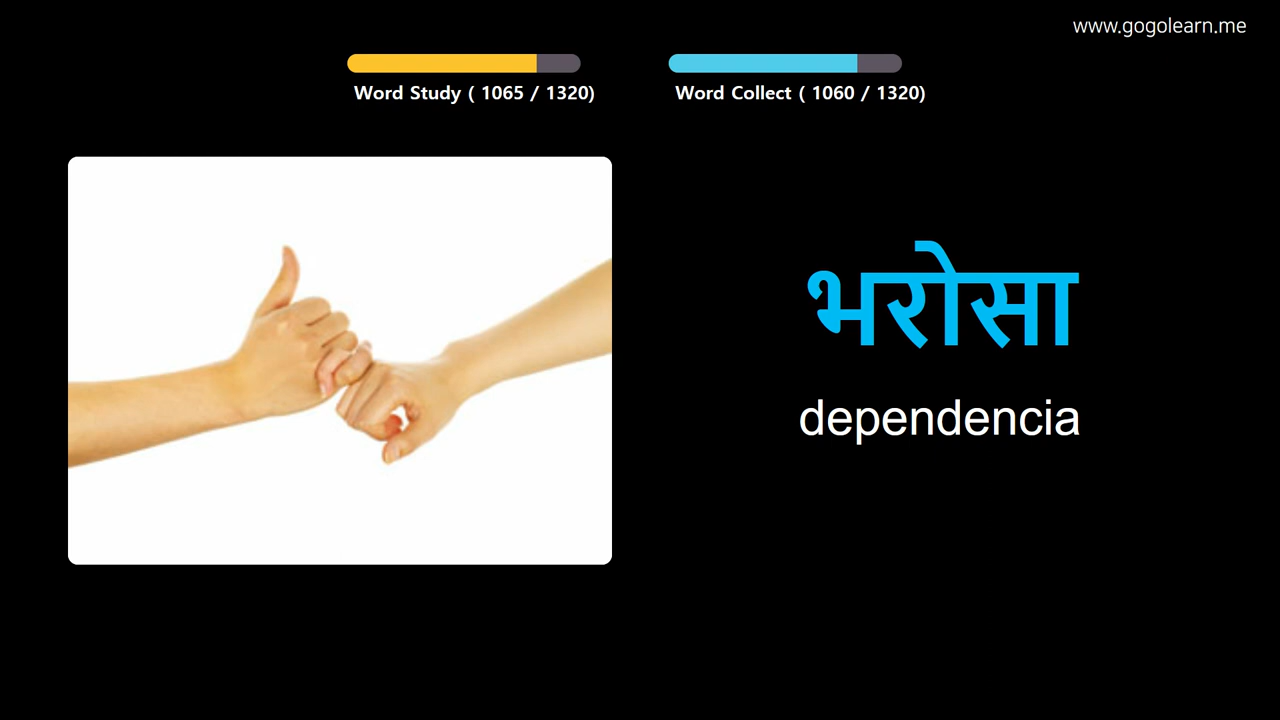 www.gogolearn.me
Word Study ( 1065 / 1320)
Word Collect ( 1060 / 1320)
भरोसा
dependencia